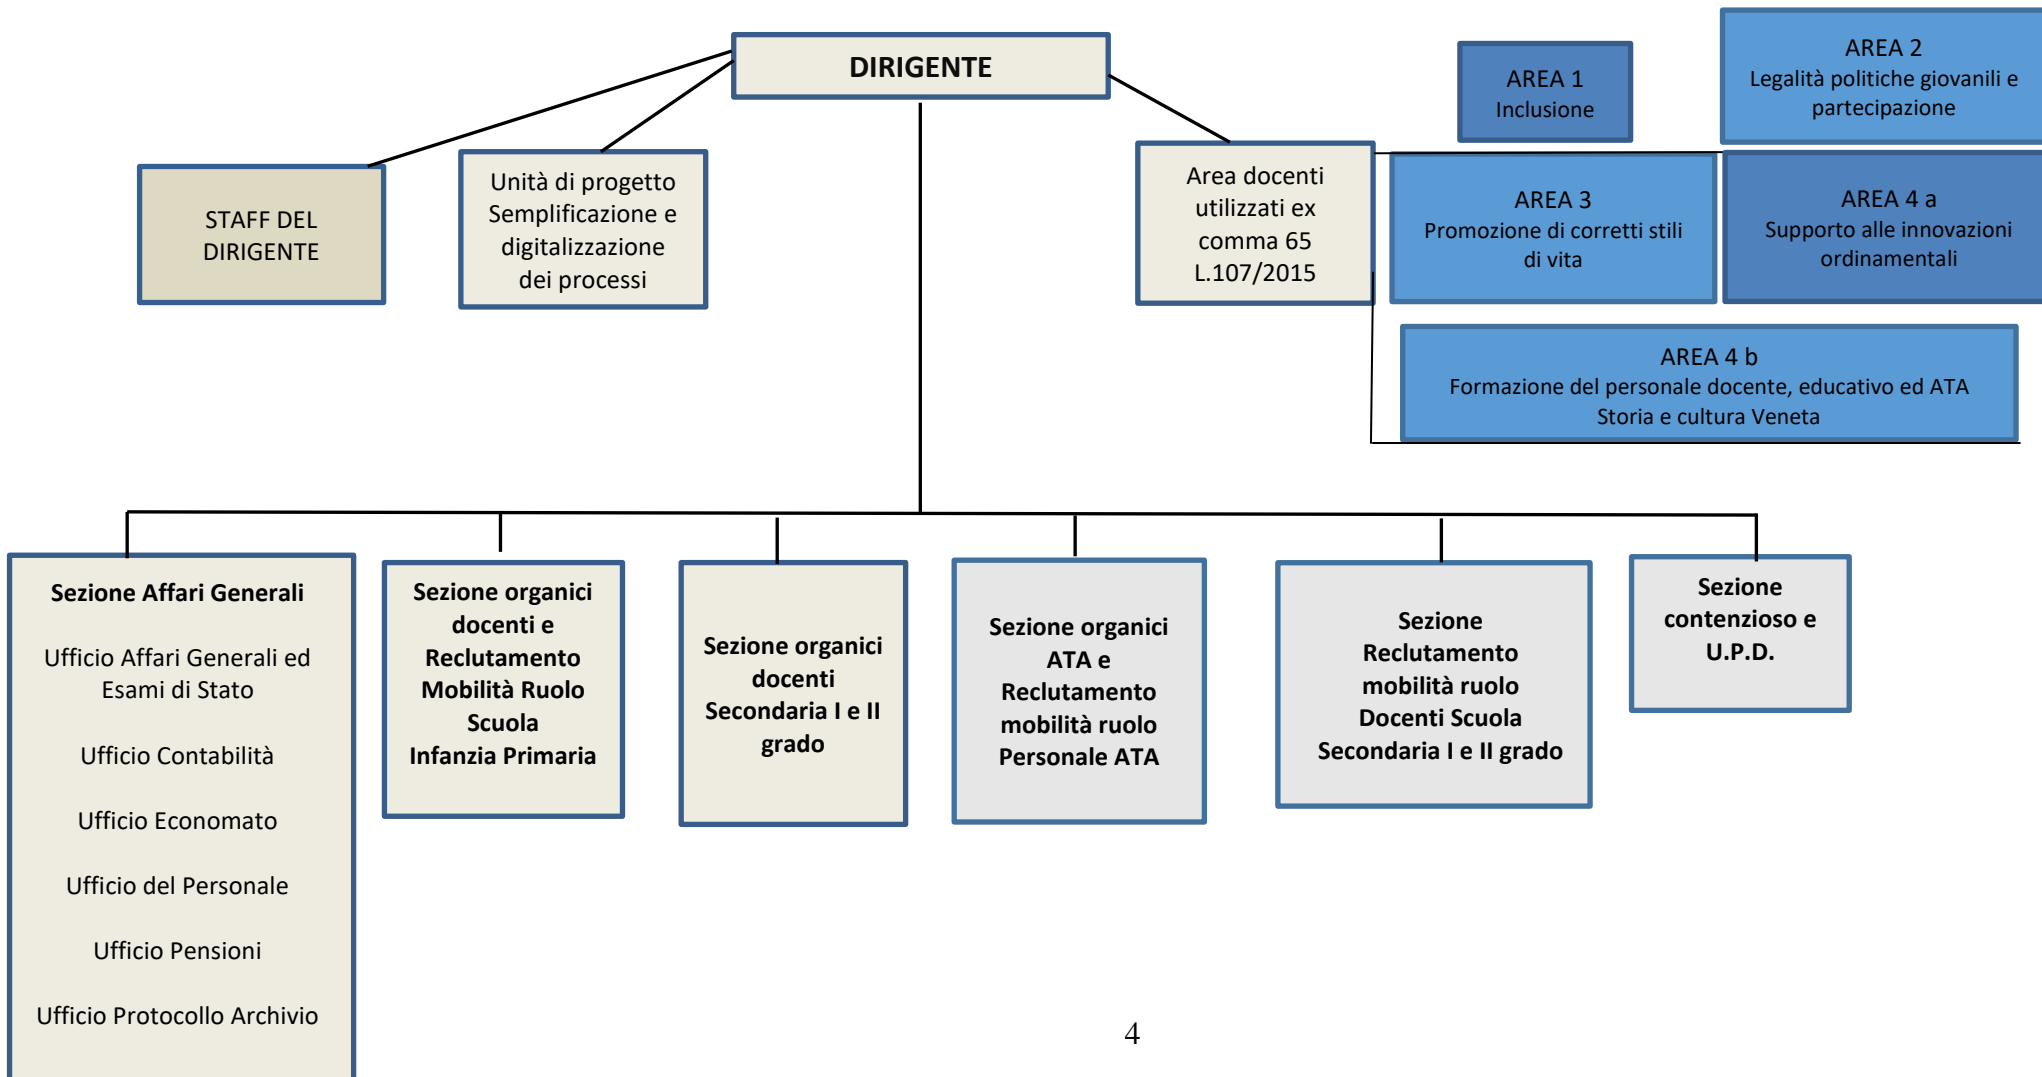 DIRIGENTE
AREA 1
Inclusione
AREA 2
Legalità politiche giovanili e
partecipazione
STAFF DEL
DIRIGENTE
Unità di progetto
Semplificazione e
digitalizzazione
dei processi
Area docenti
utilizzati ex
comma 65
L.107/2015
AREA 3
Promozione di corretti stili
di vita
AREA 4 a
Supporto alle innovazioni
ordinamentali
AREA 4 b
Formazione del personale docente, educativo ed ATA
Storia e cultura Veneta
Sezione Affari Generali
Ufficio Affari Generali ed
Esami di Stato
Ufficio Contabilità
Ufficio Economato
Ufficio del Personale
Ufficio Pensioni
Ufficio Protocollo Archivio
Sezione organici
docenti e
Reclutamento
Mobilità Ruolo
Scuola
Infanzia Primaria
Sezione organici
docenti
Secondaria I e II
grado
Sezione organici
ATA e
Reclutamento
mobilità ruolo
Personale ATA
Sezione
Reclutamento
mobilità ruolo
Docenti Scuola
Secondaria I e II grado
Sezione
contenzioso e
U.P.D.
4